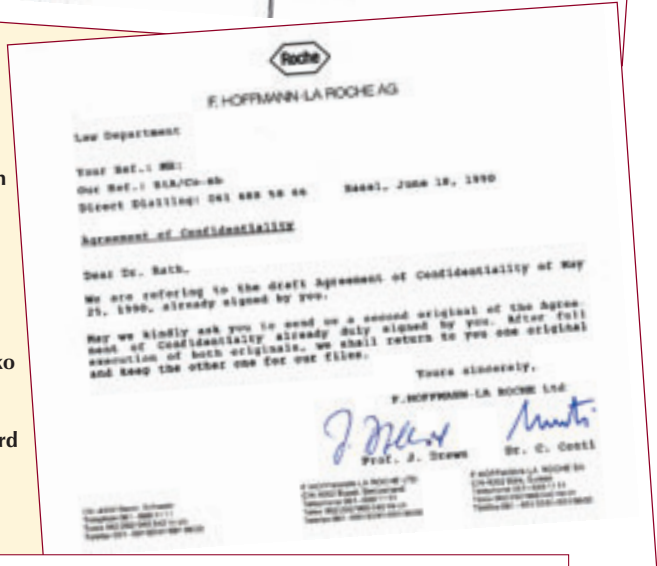 Roche
F. HOFFMANN-LA ROCHE AG
Law Department
Your Ref.: MR:
Our Ref.:
Direct Dialling: 061 688 58 66 Basel, June 18, 1990
Agreement of Confidentiality
Dear Dr. Rath,
We are refering to the draft Agreement of Confidentiality of May
25, 1990, already signed by you.
May we kindly ask you to send us a second original of the Agree-
ment of Confidentialty already duly signed by you. After full
execution of both originals, we shall return to you one original
and keep the other one for our files.
Yours sincerely,
F. HOFFMANN-LA ROCHE Ltd
Prof. J. Drews Dr. C. Conti
n
ko
rd